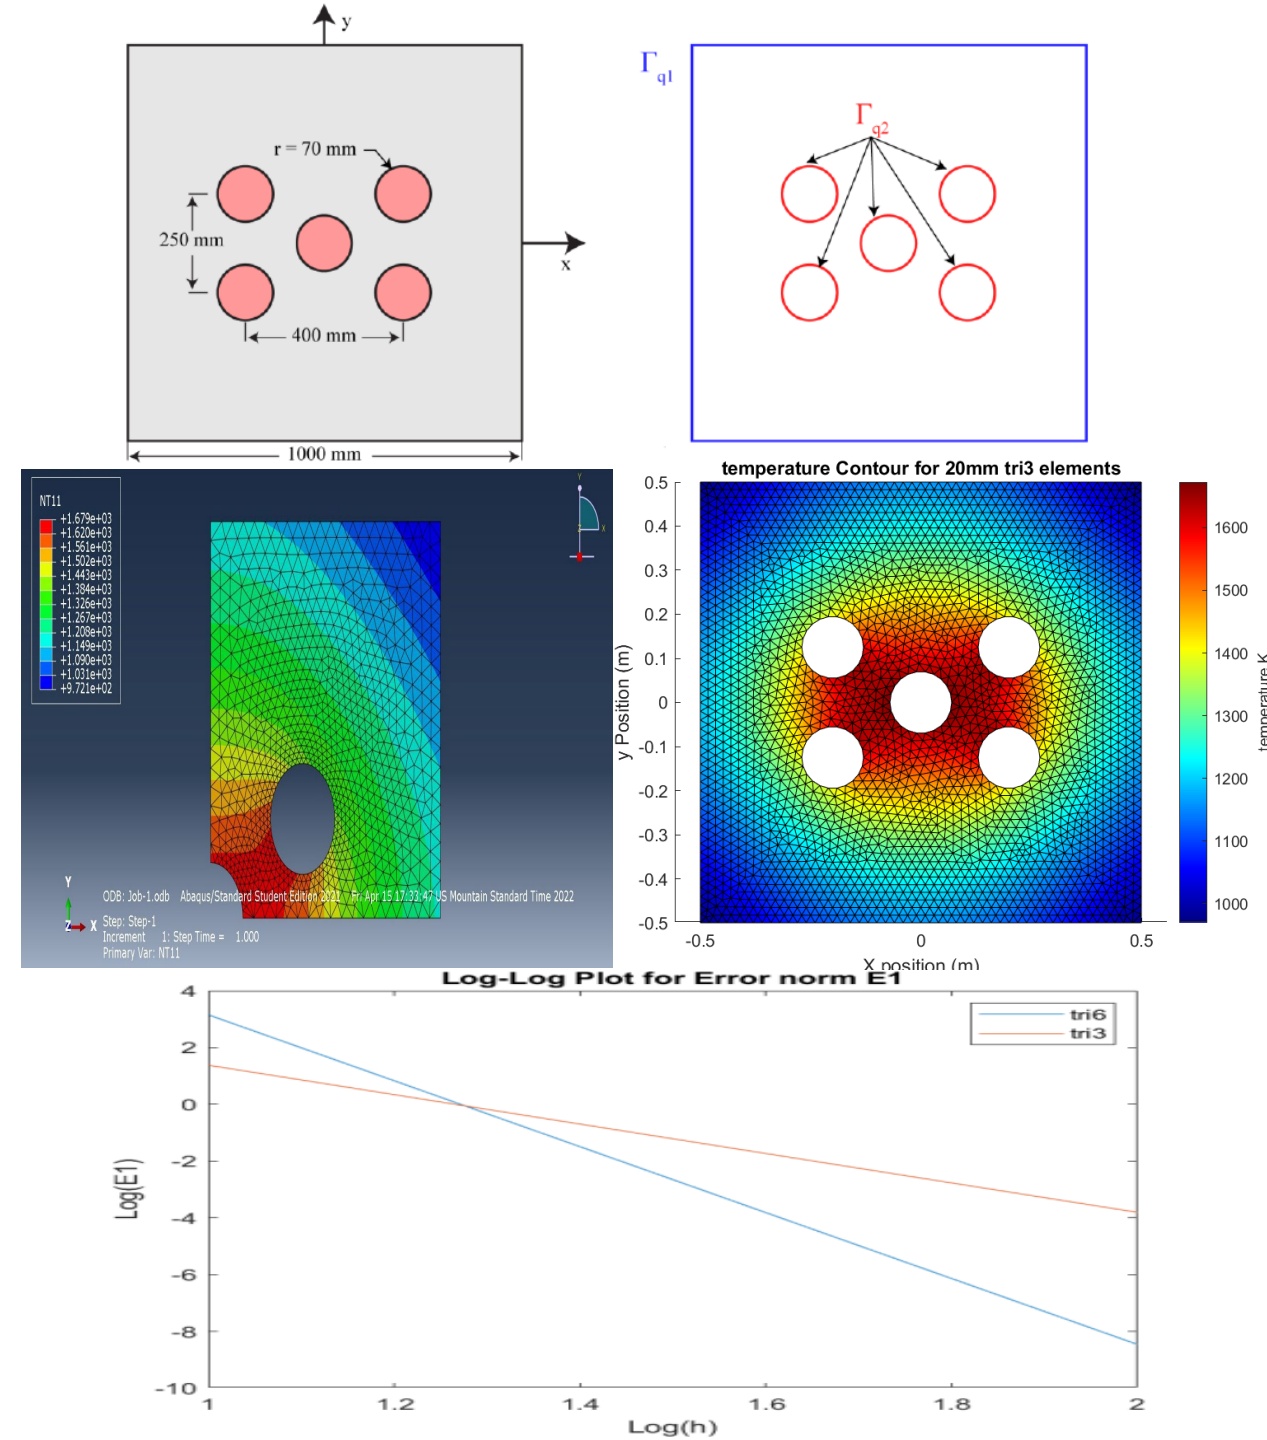 y
r = 70 mm
250 mm
400 mm
x
1000 mm
Γq1
Γq2
NT11
+1.679e+03
+1.620e+03
+1.561e+03
+1.502e+03
+1.443e+03
+1.384e+03
+1.326e+03
+1.267e+03
+1.208e+03
+1.149e+03
+1.090e+03
+1.031e+03
+9.721e+02
Y
X
Z
Y
Z X
ODB: Job-1.odb Abaqus/Standard Student Edition 2021 Fri Apr 15 17:33:47 US Mountain Standard Time 2022
Step: Step-1
Increment 1: Step Time = 1.000
Primary Var: NT11
temperature Contour for 20mm tri3 elements
0.5
0.4
0.3
0.2
0.1
0
-0.1
-0.2
-0.3
-0.4
-0.5
y Position (m)
-0.5 0 0.5
X position (m)
1600
1500
1400
1300
1200
1100
1000
temperature K
Log-Log Plot for Error norm E1
tri6
tri3
4
2
0
-2
-4
-6
-8
-10
Log(E1)
1 1.2 1.4 1.6 1.8 2
Log(h)